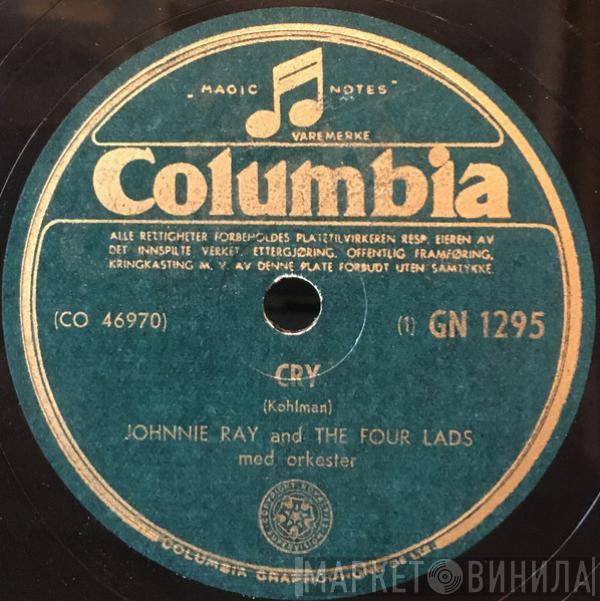 "MAGIC NOTES"
VAREMERKE
Columbia
ALLE RETTIGHETER FORBEHOLDES PLATETILVIRKEREN RESP. EIEREN AV
DET INNSPILTE VERKET. ETTERGJØRING, OFFENTLIG FRAMFØRING,
KRINGKASTING M. V. AV DENNE PLATE FORBUDT UTEN SAMTYKKE.
(CO 46970)
(1) GN 1295
CRY
(Kohlman)
JOHNNIE RAY and THE FOUR LADS
med orkester
COLUMBIA GRAPHOPHONE
МАРКЕТ ВИНИЛА